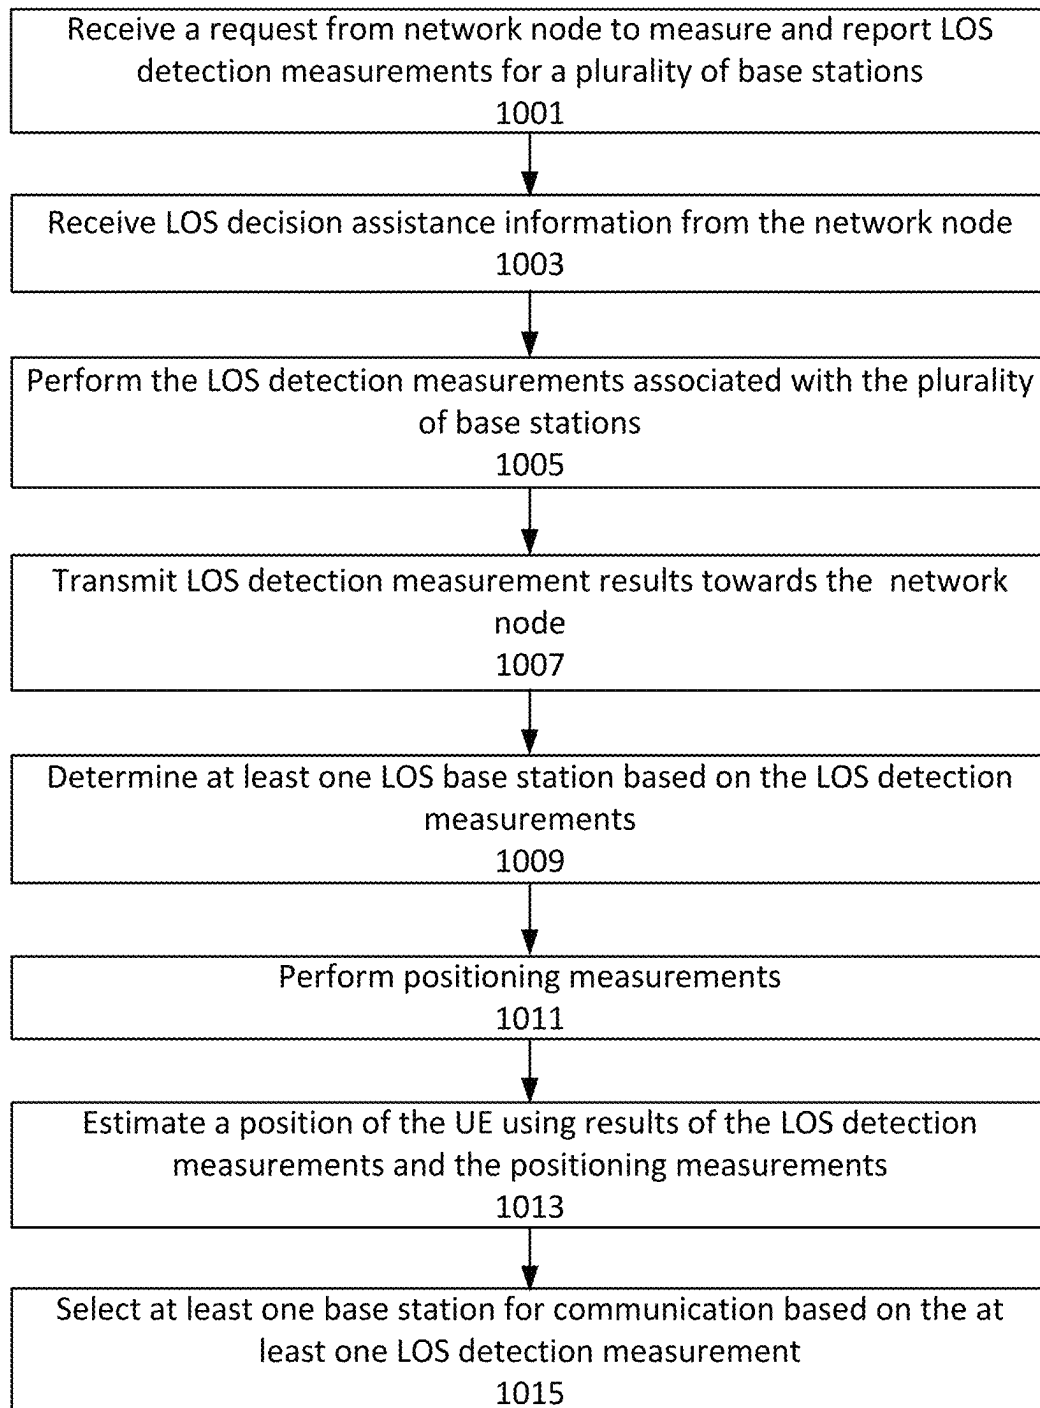 Receive a request from network node to measure and report LOS
detection measurements for a plurality of base stations
1001
Receive LOS decision assistance information from the network node
1003
Perform the LOS detection measurements associated with the plurality
of base stations
1005
Transmit LOS detection measurement results towards the network
node
1007
Determine at least one LOS base station based on the LOS detection
measurements
1009
Perform positioning measurements
1011
Estimate a position of the UE using results of the LOS detection
measurements and the positioning measurements
1013
Select at least one base station for communication based on the at
least one LOS detection measurement
1015